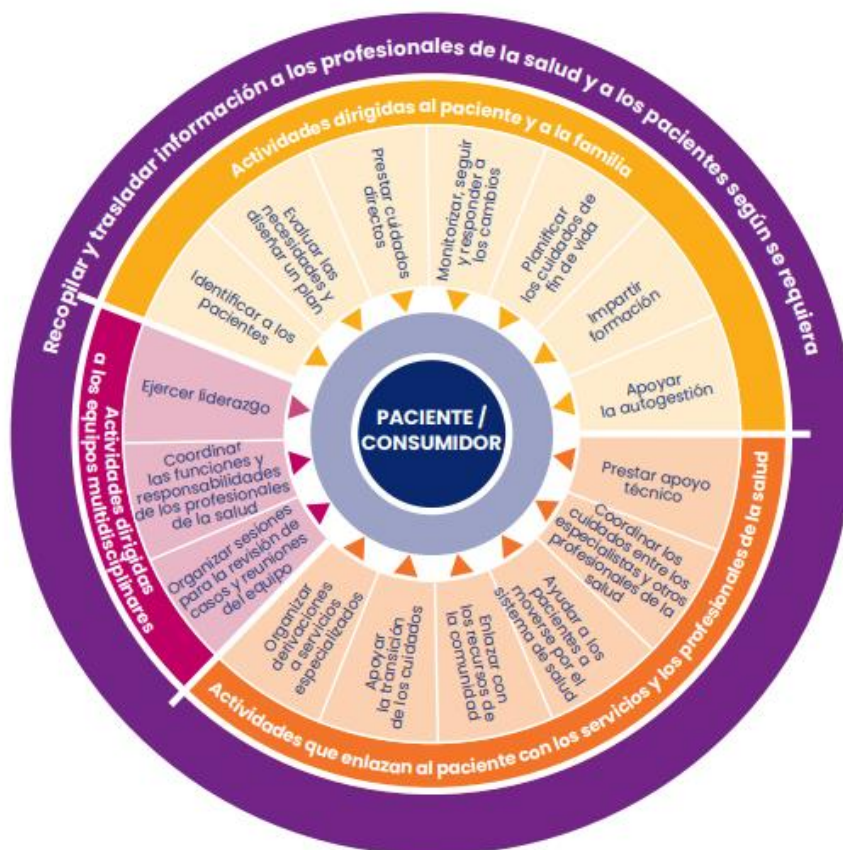 Recopilar y trasladar información a los profesionales de la salud y a los pacientes según se requiera
Actividades dirigidas al paciente y a la familia
Identificar a los
pacientes
Evaluar las
necesidades y
diseñar un plan
Prestar cuidados
directos
Monitorizar, seguir
y responder a
los cambios
Planificar
los cuidados de
fin de vida
Impartir
formación
Apoyar
la autogestión
Actividades que enlazan al paciente con los servicios y los profesionales de la salud
Prestar apoyo
técnico
Coordinar los
cuidados entre los
especialistas y otros
profesionales de la
salud
Ayudar a los
pacientes a
moverse por el
sistema de salud
Enlazar con
los recursos de
la comunidad
Apoyar
la transición
de los cuidados
Organizar
derivaciones
a servicios
especializados
Actividades dirigidas
a los equipos multidisciplinares
Organizar sesiones
para la revisión de
casos y reuniones
del equipo
Coordinar
las funciones y
responsabilidades
de los profesionales
de la salud
Ejercer liderazgo
PACIENTE /
CONSUMIDOR